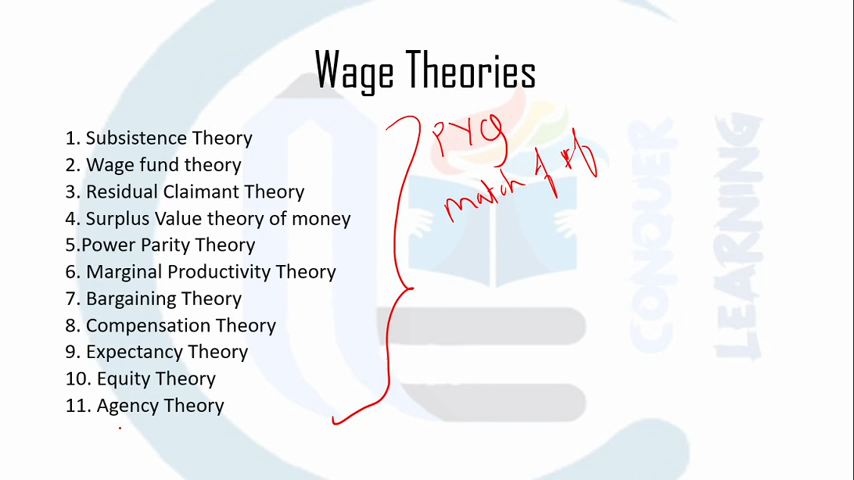 Wage Theories
1. Subsistence Theory
2. Wage fund theory
3. Residual Claimant Theory
4. Surplus Value theory of money
5.Power Parity Theory
6. Marginal Productivity Theory
7. Bargaining Theory
8. Compensation Theory
9. Expectancy Theory
10. Equity Theory
11. Agency Theory
PYQ
match
CONQUER
LEARNING